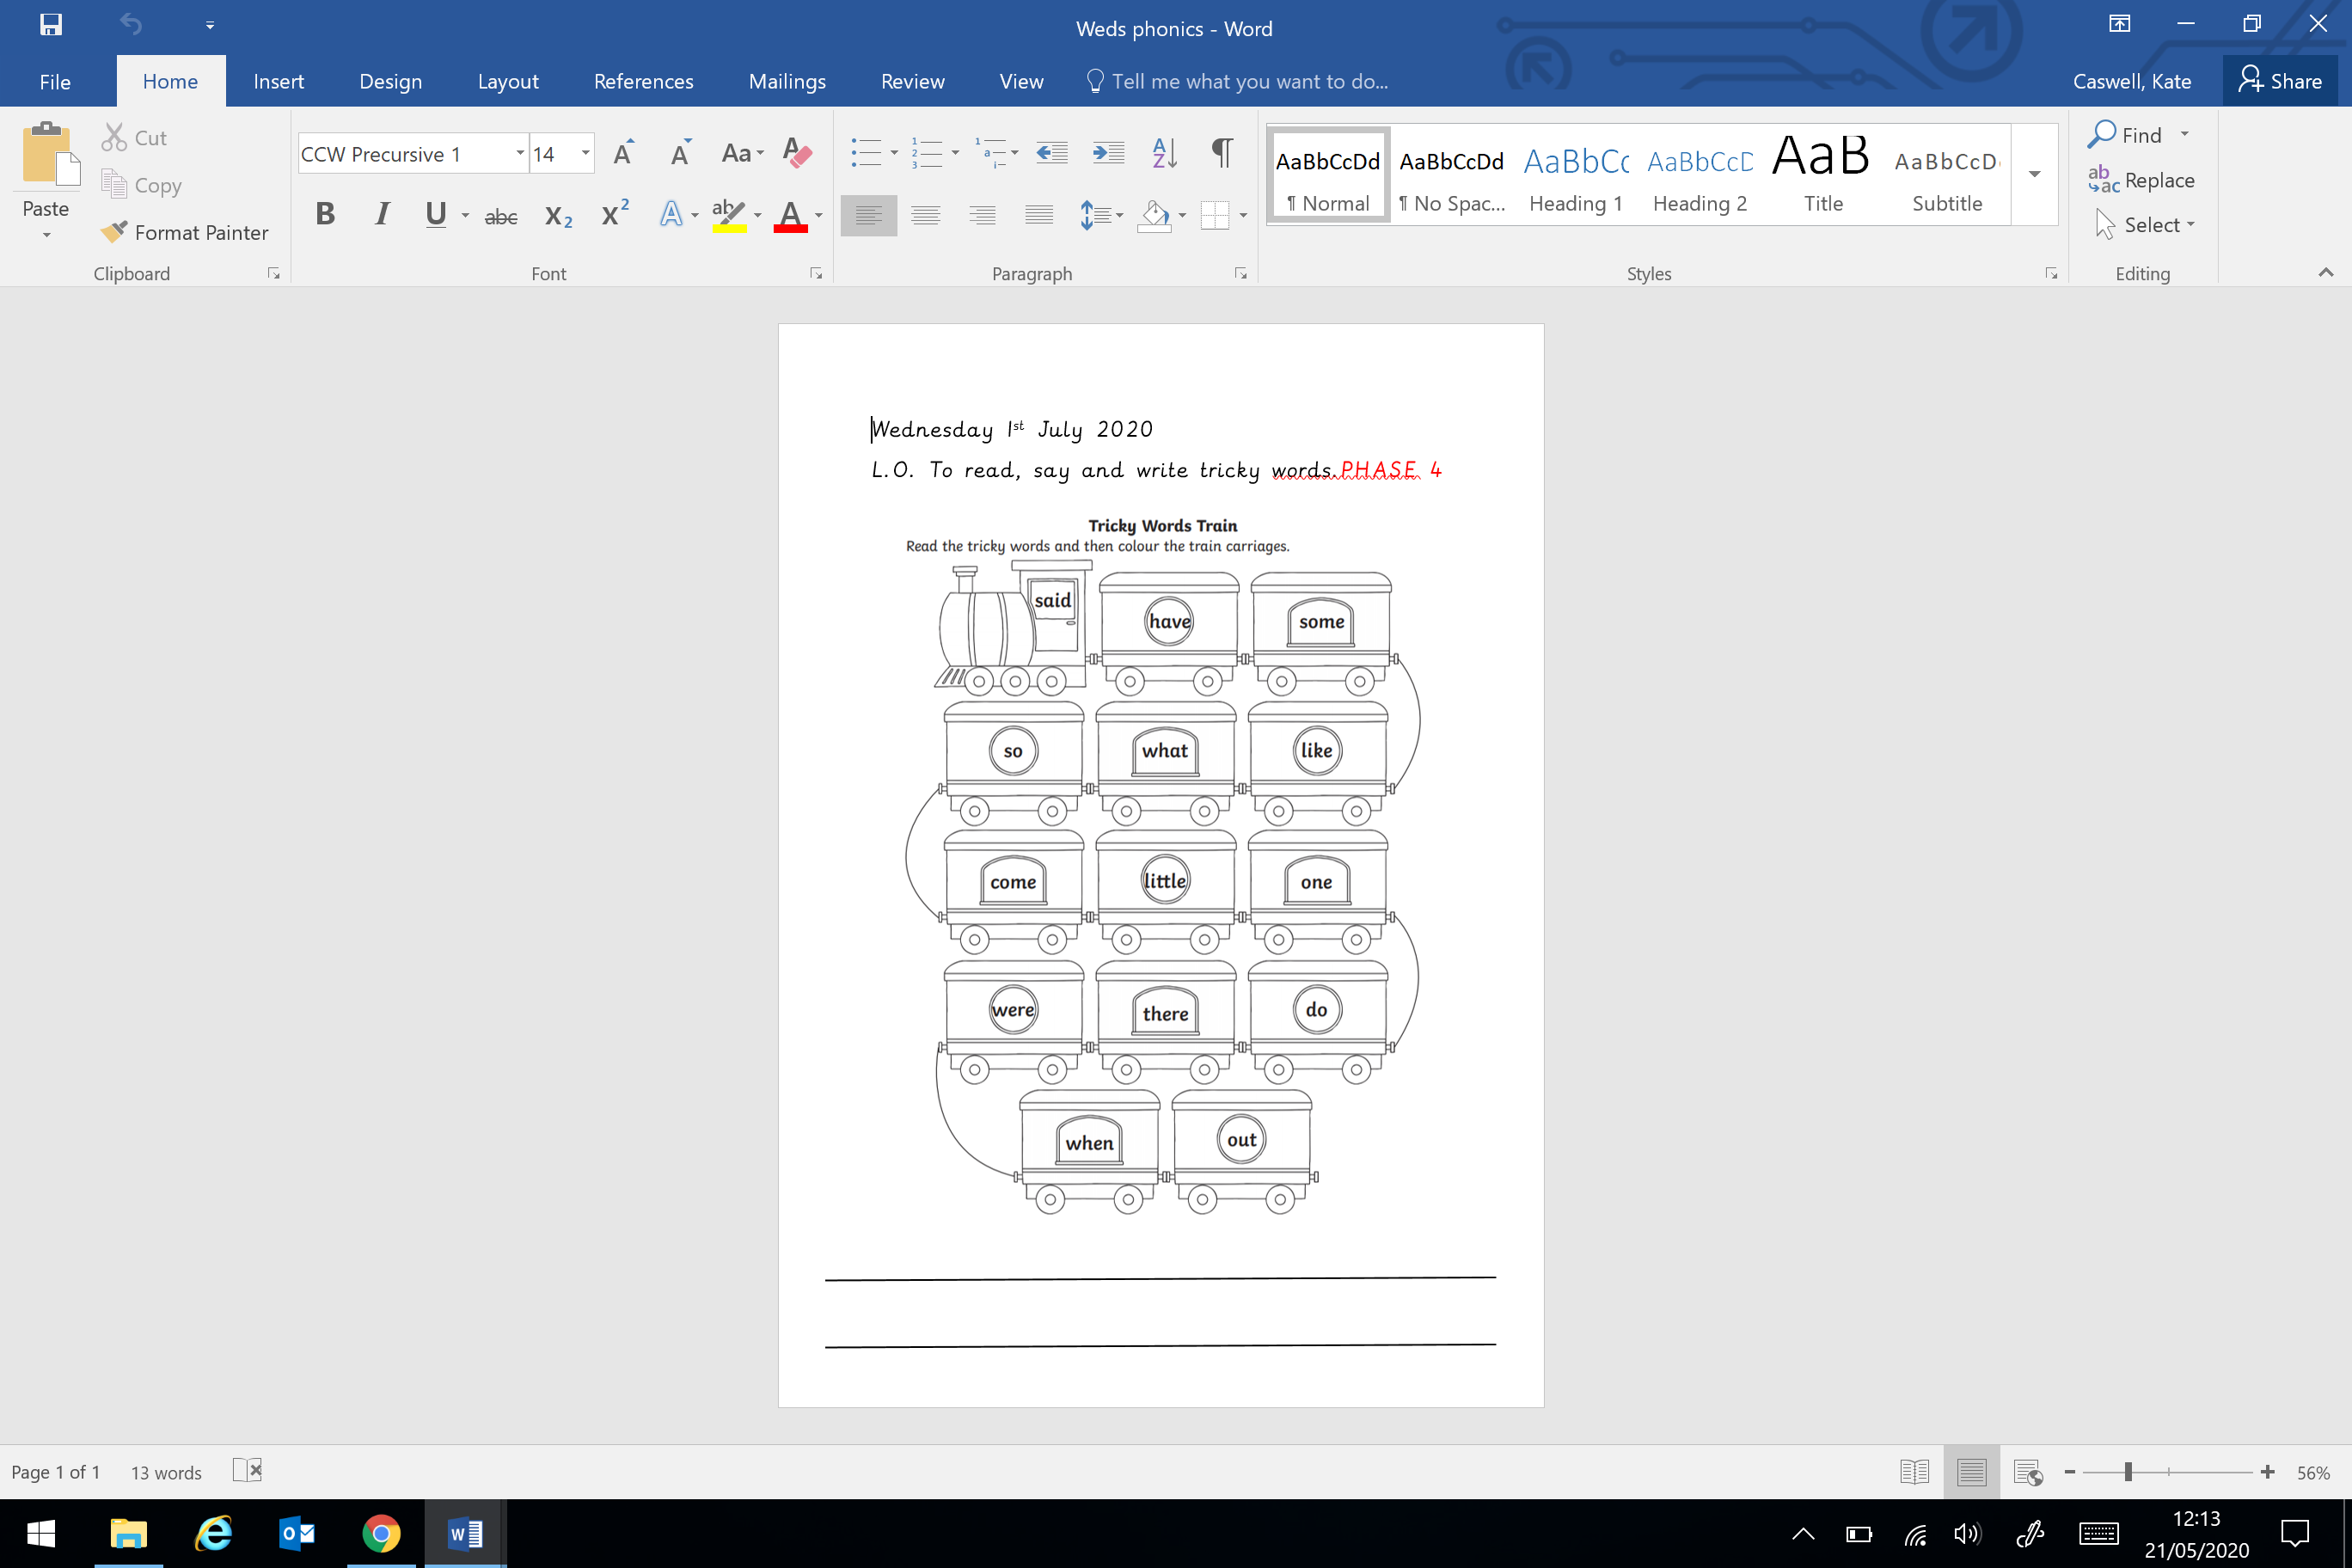 Weds phonics - Word
File Home Insert Design Layout References Mailings Review View Tell me what you want to do... Caswell, Kate Share
Paste
Cut
Copy
Format Painter
Clipboard
CCW Precursive 1 14
Font
Paragraph
AaBbCcDd AaBbCcDd AaBbCc AaBbCcD AaB AaBbCcD
¶ Normal ¶ No Spac... Heading 1 Heading 2 Title Subtitle
Styles
Find
Replace
Select
Editing
Wednesday 1st July 2020
L.O. To read, say and write tricky words.PHASE 4
Tricky Words Train
Read the tricky words and then colour the train carriages.
said have some
so what like
come little one
were there do
when out
Page 1 of 1 13 words 56%
12:13
21/05/2020